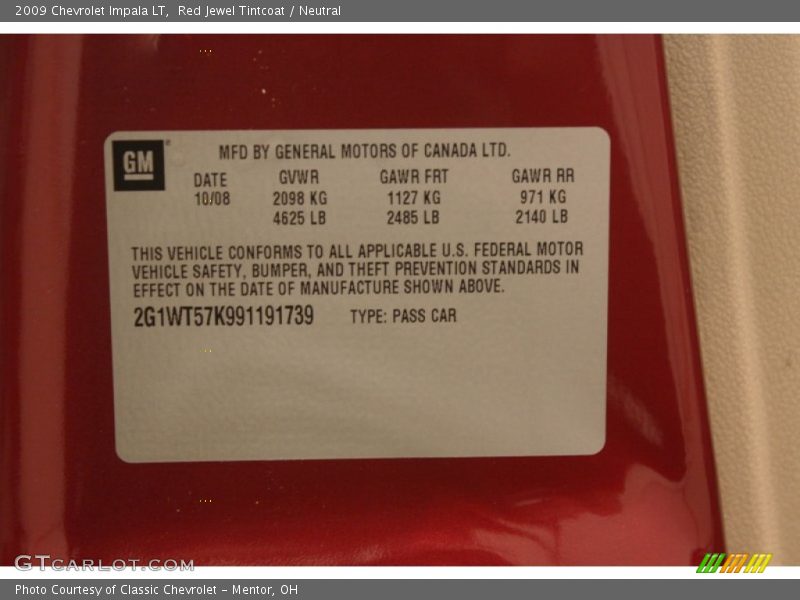 2009 Chevrolet Impala LT, Red Jewel Tintcoat / Neutral
GM
MFD BY GENERAL MOTORS OF CANADA LTD.
DATE GVWR GAWR FRT GAWR RR
10/08 2098 KG 1127 KG 971 KG
4625 LB 2485 LB 2140 LB
THIS VEHICLE CONFORMS TO ALL APPLICABLE U.S. FEDERAL MOTOR
VEHICLE SAFETY, BUMPER, AND THEFT PREVENTION STANDARDS IN
EFFECT ON THE DATE OF MANUFACTURE SHOWN ABOVE.
2G1WT57K991191739 TYPE: PASS CAR
GTCARLOT.COM
Photo Courtesy of Classic Chevrolet - Mentor, OH